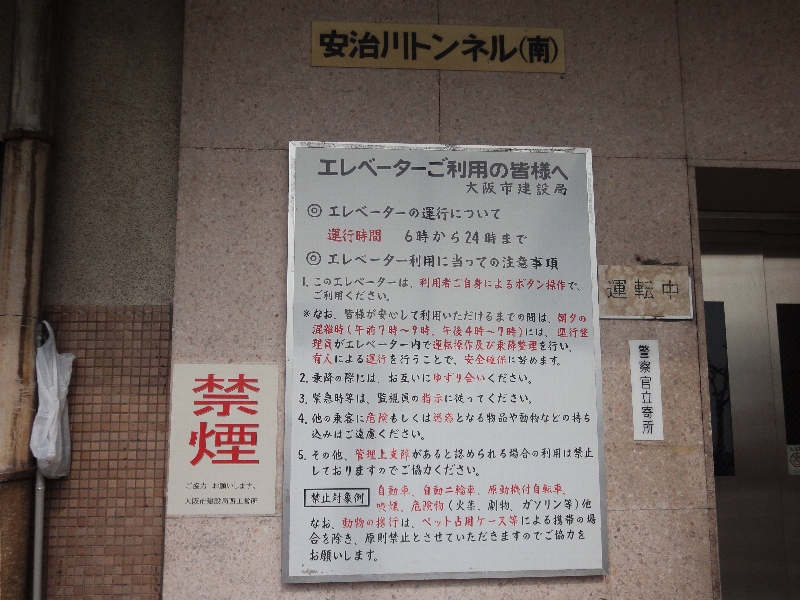 安治川トンネル(南)
エレベーターご利用の皆様へ
大阪市建設局
◎ エレベーターの運行について
運行時間 6時から24時まで
◎ エレベーター利用に当っての注意事項
1. このエレベーターは、利用者ご自身によるボタン操作で、
ご利用ください。
※なお、皆様が安心して利用いただけるまでの間は、朝夕の
混雑時(午前7時～9時、午後4時～7時)には、運行整
理員がエレベーター内で運転操作及び乗降整理を行い、
有人による運行を行うことで、安全確保に努めます。
2. 乗降の際には、お互いにゆずり合いください。
3. 緊急時等は、監視員の指示に従ってください。
4. 他の乗客に危険もしくは迷惑となる物品や動物などの持ち
込みはご遠慮ください。
5. その他、管理上支障があると認められる場合の利用は禁止
しておりますのでご協力ください。
禁止対象例 自動車、自動二輪車、原動機付自転車、
喫煙、危険物(火薬、劇物、ガソリン等)他
なお、動物の携行は、ペット占用ケース等による携帯の場
合を除き、原則禁止とさせていただきますのでご協力を
お願いします。
運転中
警察官立寄所
禁
煙
ご協力 お願いします。
大阪市建設局西工営所